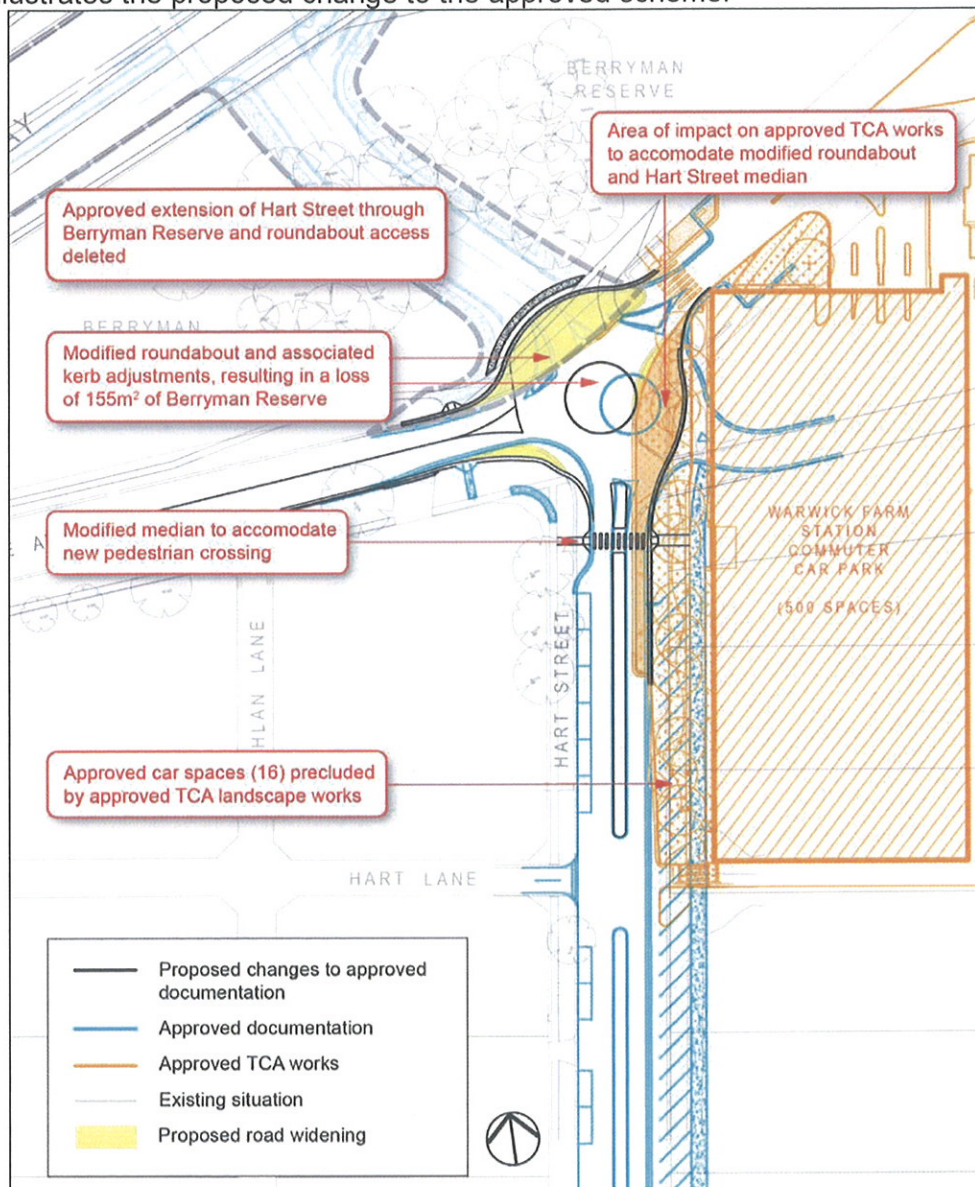 lustrates the proposed change to the approved scheme.
BERRYMAN
RESERVE
Area of impact on approved TCA works
to accomodate modified roundabout
and Hart Street median
Approved extension of Hart Street through
Berryman Reserve and roundabout access
deleted
BERRYMAN
Modified roundabout and associated
kerb adjustments, resulting in a loss
of 155m² of Berryman Reserve
Modified median to accomodate
new pedestrian crossing
WARWICK FARM
STATION
COMMUTER
CAR PARK
(500 SPACES)
HLAN LANE
HART STREET
Approved car spaces (16) precluded
by approved TCA landscape works
HART LANE
Proposed changes to approved
documentation
Approved documentation
Approved TCA works
Existing situation
Proposed road widening